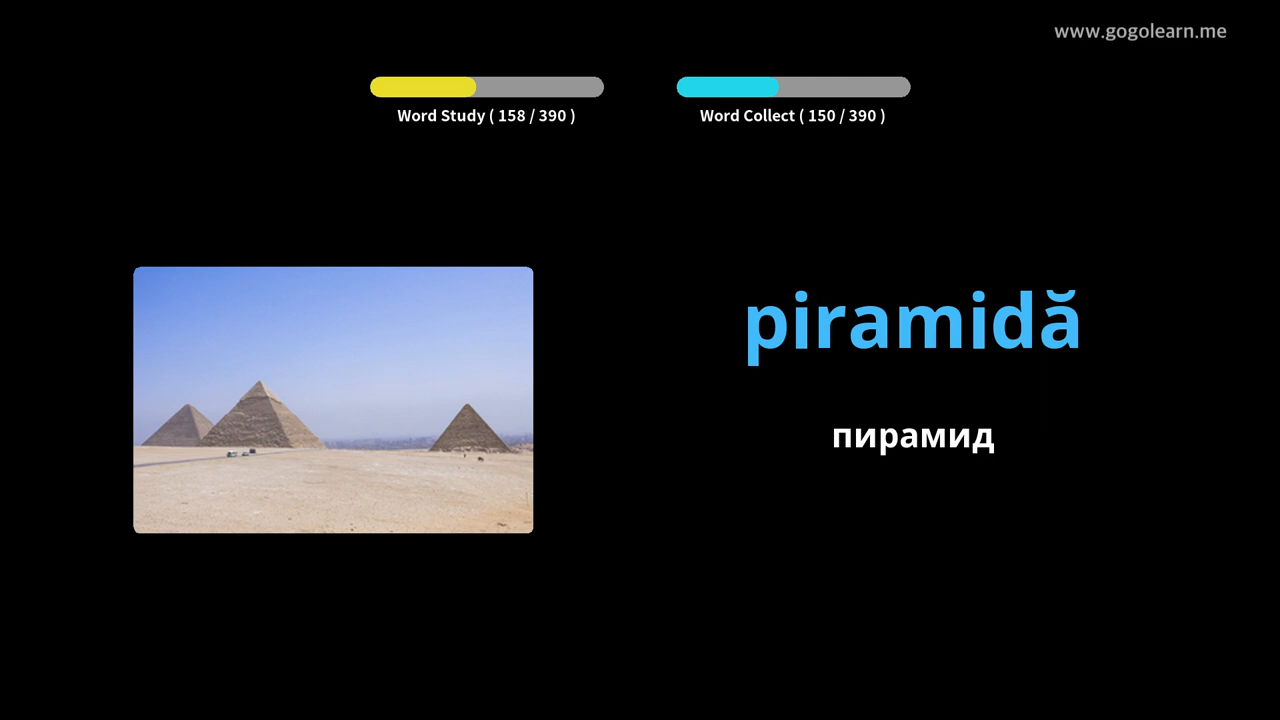 www.gogolearn.me
Word Study ( 158 / 390 )
Word Collect ( 150 / 390 )
piramidă
пирамид